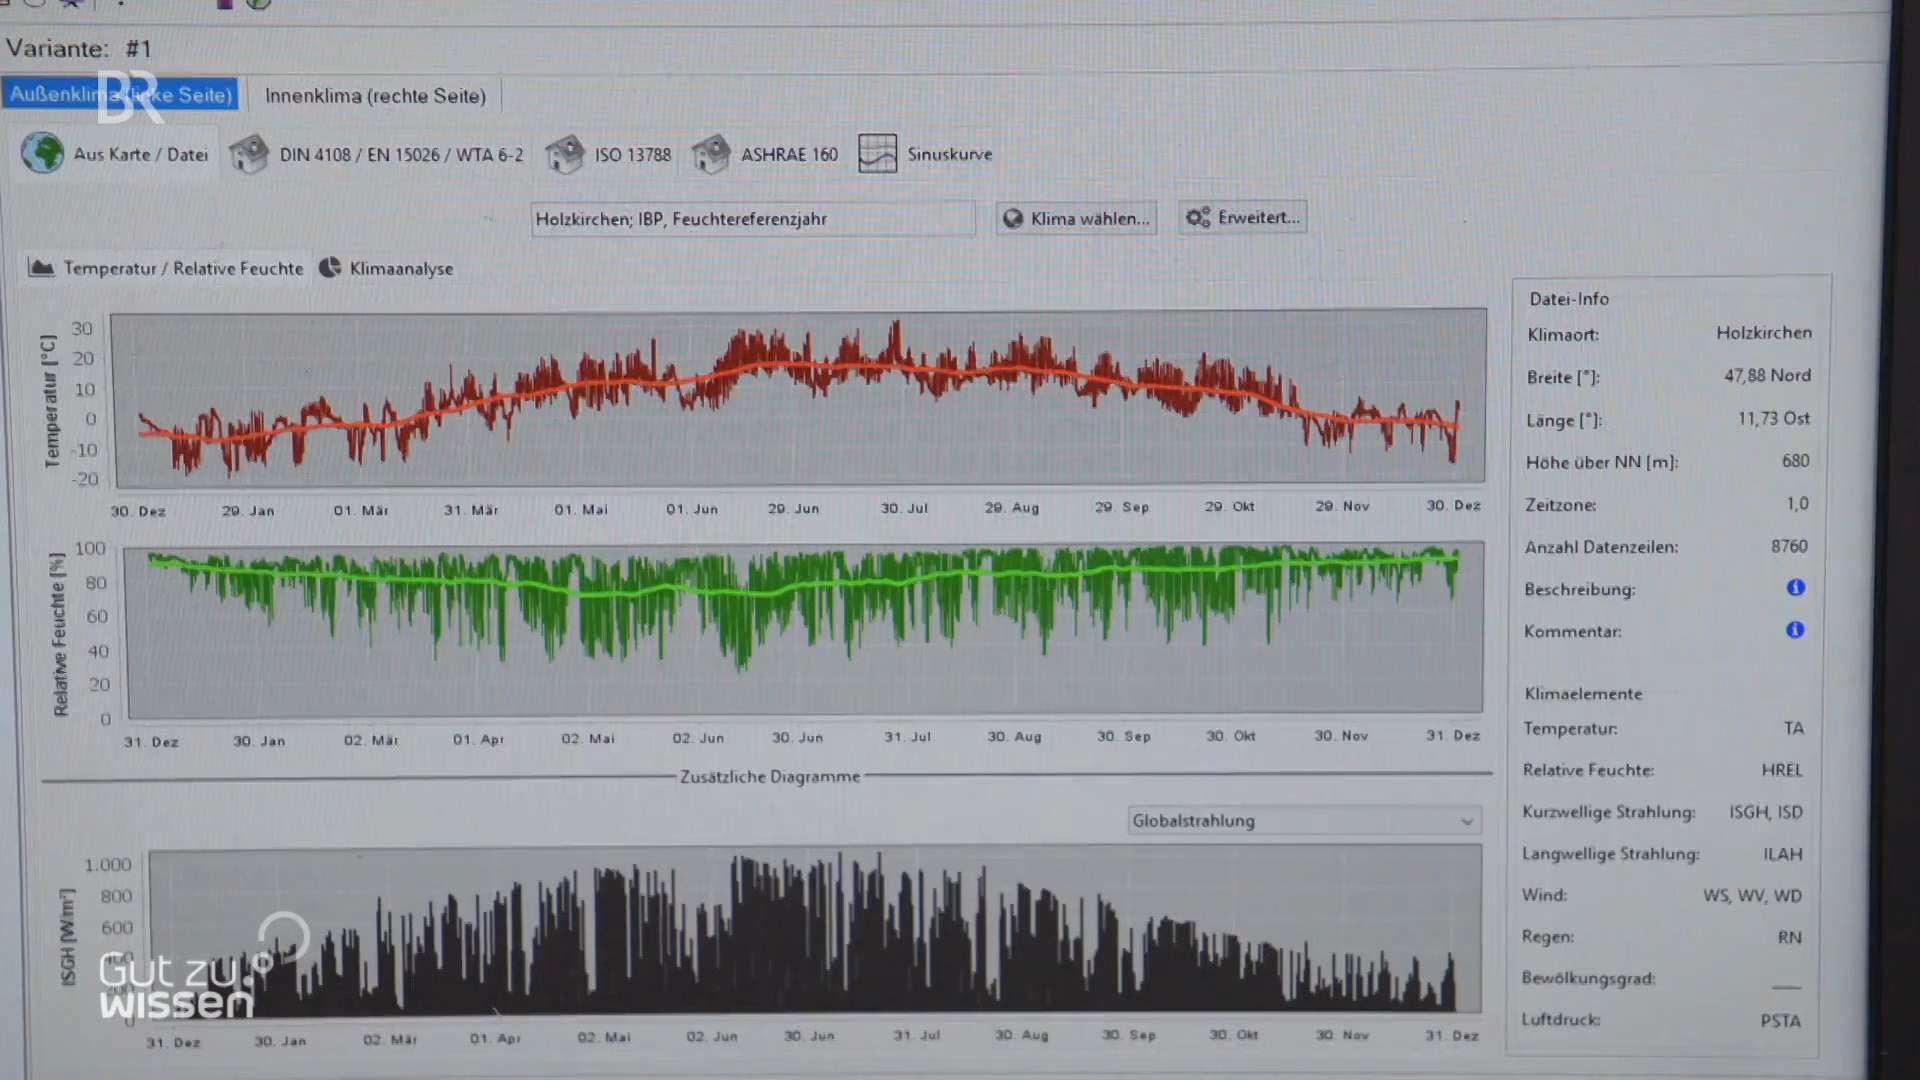 Variante: #1
Außenklima (linke Seite)
Innenklima (rechte Seite)
BR
Aus Karte / Datei
DIN 4108 / EN 15026 / WTA 6-2
ISO 13788
ASHRAE 160
Sinuskurve
Holzkirchen; IBP, Feuchtereferenzjahr
Klima wählen...
Erweitert...
Temperatur / Relative Feuchte
Klimaanalyse
Temperatur [°C]
30
20
10
0
-10
-20
30. Dez 29. Jan 01. Mär 31. Mär 01. Mai 01. Jun 29. Jun 30. Jul 29. Aug 29. Sep 29. Okt 29. Nov 30. Dez
Relative Feuchte [%]
100
80
60
40
20
0
31. Dez 30. Jan 02. Mär 01. Apr 02. Mai 02. Jun 30. Jun 31. Jul 30. Aug 30. Sep 30. Okt 30. Nov 31. Dez
Zusätzliche Diagramme
Globalstrahlung
ISGH [W/m²]
1.000
800
600
0
31. Dez 30. Jan 02. Mär 01. Apr 02. Mai 02. Jun 30. Jun 31. Jul 30. Aug 30. Sep 30. Okt 30. Nov 31. Dez
Gut zu
wissen
Datei-Info
Klimaort: Holzkirchen
Breite [°]: 47,88 Nord
Länge [°]: 11,73 Ost
Höhe über NN [m]: 680
Zeitzone: 1,0
Anzahl Datenzeilen: 8760
Beschreibung:
Kommentar:
Klimaelemente
Temperatur: TA
Relative Feuchte: HREL
Kurzwellige Strahlung: ISGH, ISD
Langwellige Strahlung: ILAH
Wind: WS, WV, WD
Regen: RN
Bewölkungsgrad: __
Luftdruck: PSTA